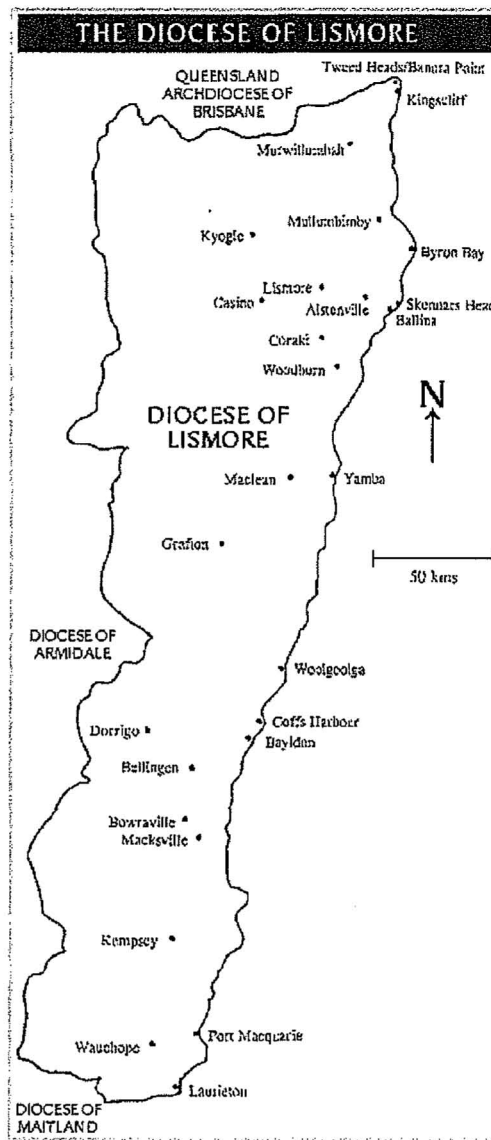 THE DIOCESE OF LISMORE
Tweed Heads/Banora Point
QUEENSLAND
ARCHDIOCESE OF
BRISBANE
Kingscliff
Murwillumbah
Mullumbimby
Kyogle
Byron Bay
Lismore
Casino
Alstonville
Skennars Head
Ballina
Coraki
Woodburn
N
DIOCESE OF
LISMORE
Maclean
Yamba
Grafton
50 kms
DIOCESE OF
ARMIDALE
Woolgoolga
Coffs Harbour
Dorrigo
Bayldon
Bellingen
Bowraville
Macksville
Kempsey
Port Macquarie
Wauchope
Laurieton
DIOCESE OF
MAITLAND